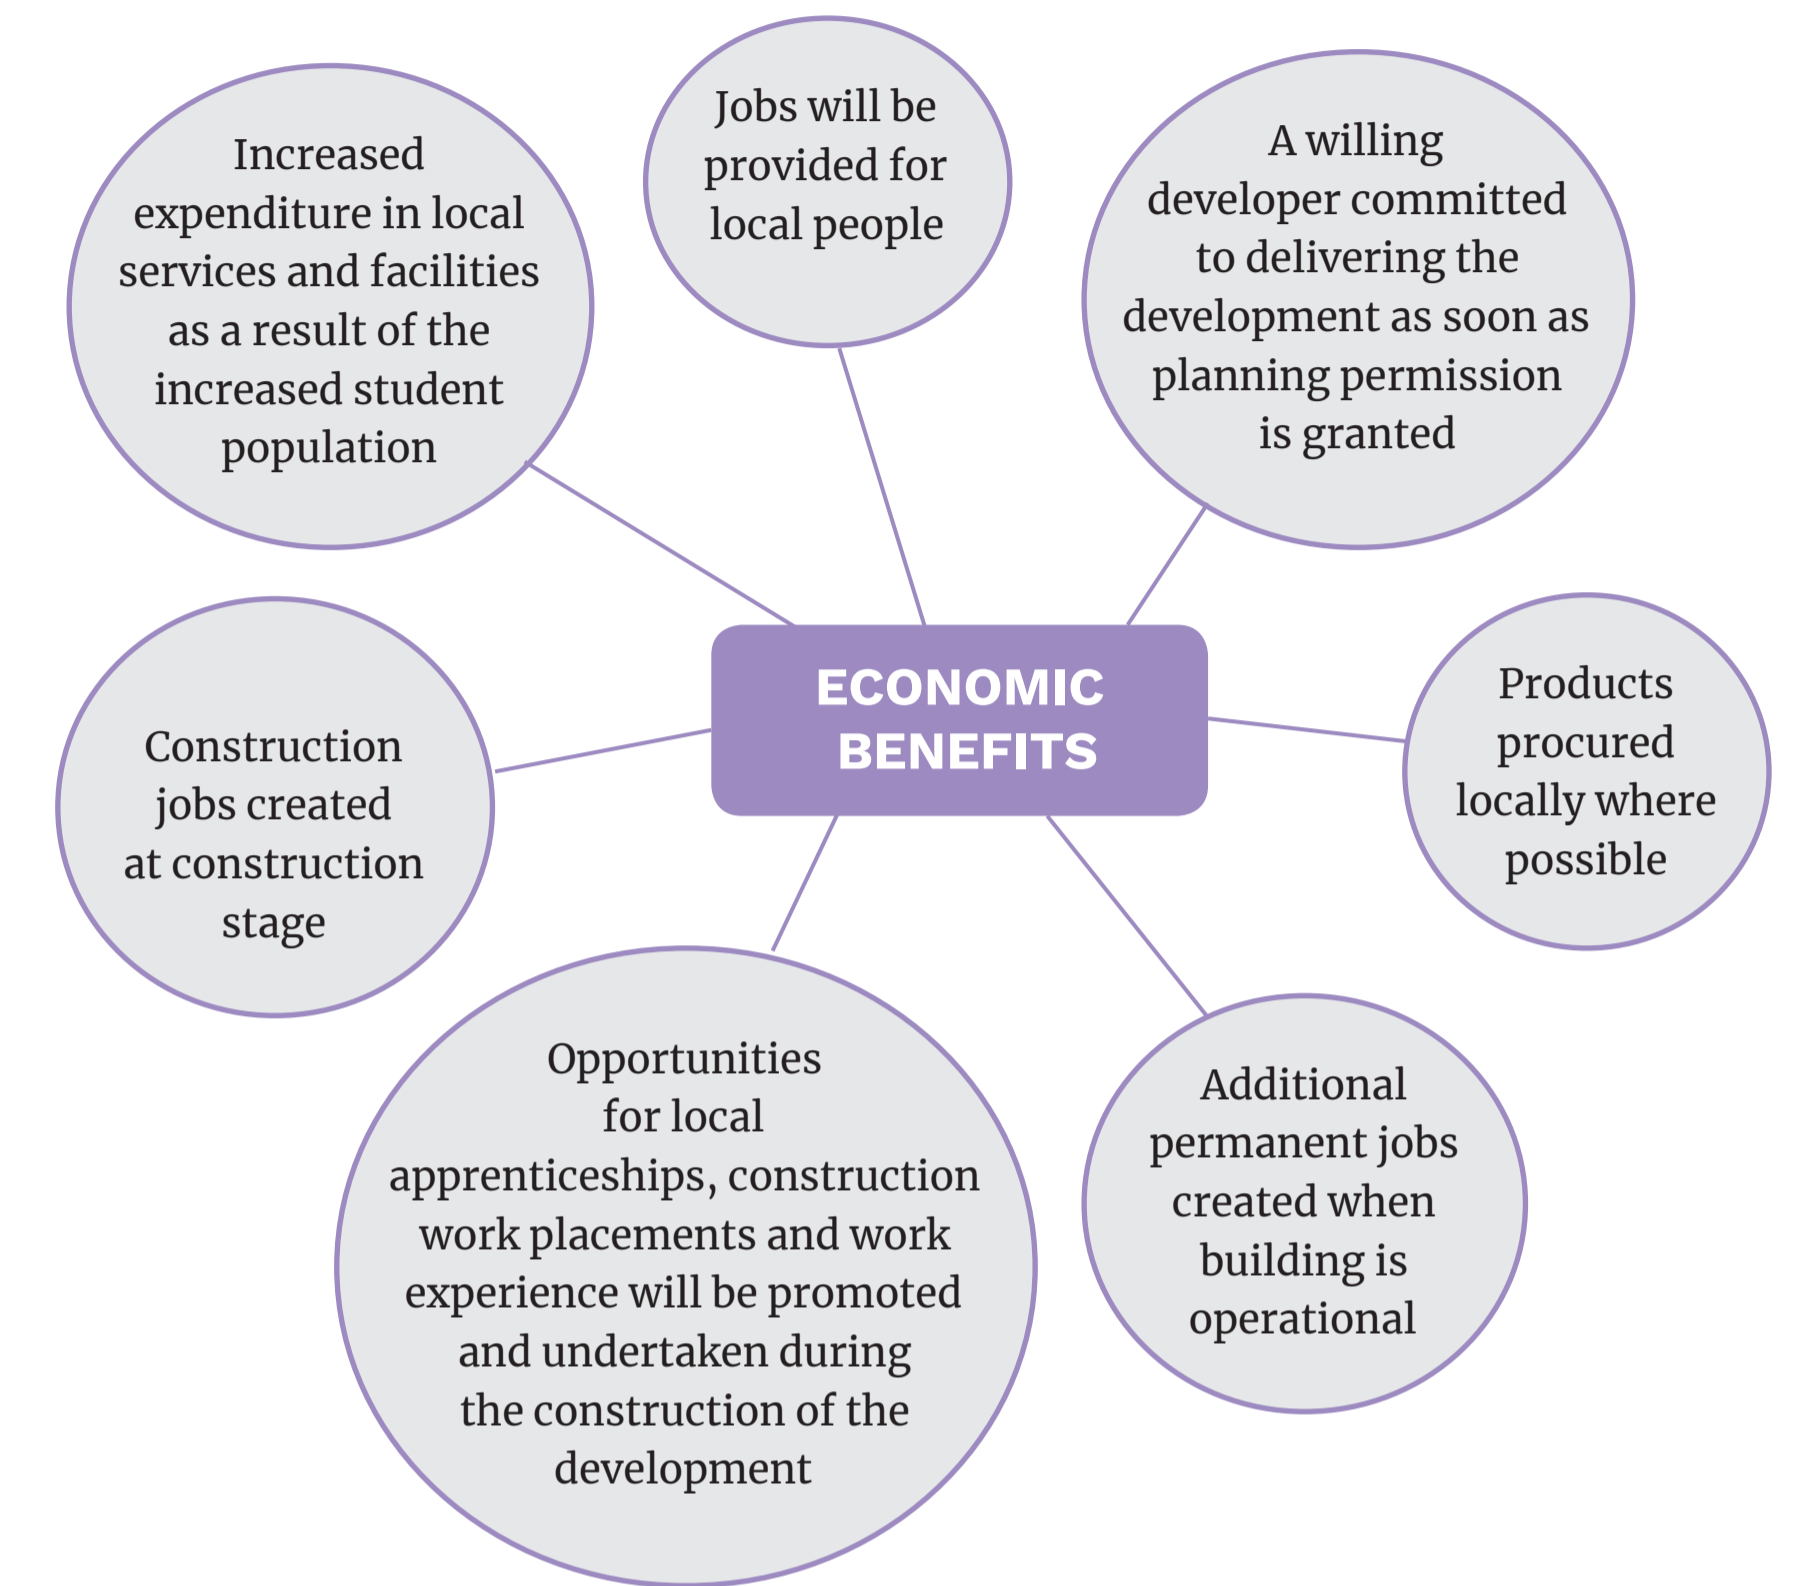 Increased
expenditure in local
services and facilities
as a result of the
increased student
population
Jobs will be
provided for
local people
A willing
developer committed
to delivering the
development as soon as
planning permission
is granted
ECONOMIC
BENEFITS
Construction
jobs created
at construction
stage
Products
procured
locally where
possible
Opportunities
for local
apprenticeships, construction
work placements and work
experience will be promoted
and undertaken during
the construction of the
development
Additional
permanent jobs
created when
building is
operational